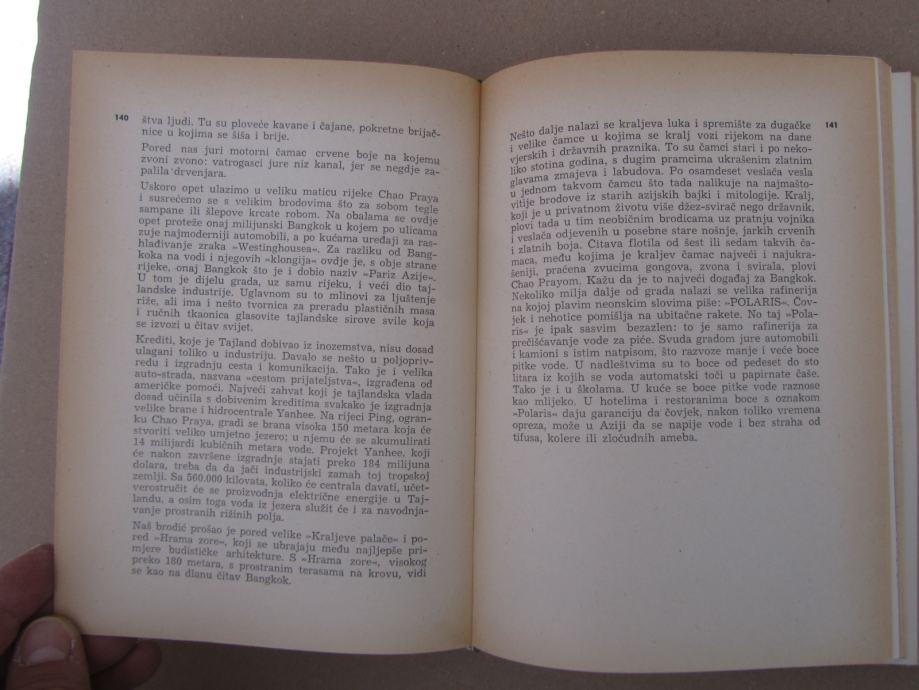 140
štva ljudi. Tu su ploveće kavane i čajane, pokretne brijač-
nice u kojima se šiša i brije.
Pored nas juri motorni čamac crvene boje na kojemu
zvoni zvono: vatrogasci jure niz kanal, jer se negdje za-
palila drvenjara.
Uskoro opet ulazimo u veliku maticu rijeke Chao Praya
i susrećemo se s velikim brodovima što za sobom tegle
sampane ili šlepove krcate robom. Na obalama se ovdje
opet proteže onaj milijunski Bangkok u kojem po ulicama
zuje najmoderniji automobili, a po kućama uređaji za ras-
hlađivanje zraka »Westinghousea«. Za razliku od Bang-
koka na vodi i njegovih »klongija« ovdje je, s obje strane
rijeke, onaj Bangkok što je i dobio naziv »Pariz Azije«.
U tom je dijelu grada, uz samu rijeku, i veći dio taj-
landske industrije. Uglavnom su to mlinovi za ljuštenje
riže, ali ima i nešto tvornica za preradu plastičnih masa
i ručnih tkaonica glasovite tajlandske sirove svile koja
se izvozi u čitav svijet.
Krediti, koje je Tajland dobivao iz inozemstva, nisu dosad
ulagani toliko u industriju. Davalo se nešto u poljopriv-
redu i izgradnju cesta i komunikacija. Tako je i velika
auto-strada, nazvana »cestom prijateljstva«, izgrađena od
američke pomoći. Najveći zahvat koji je tajlandska vlada
dosad učinila s dobivenim kreditima svakako je izgradnja
velike brane i hidrocentrale Yanhee. Na rijeci Ping, ogran-
ku Chao Praya, gradi se brana visoka 150 metara koja će
stvoriti veliko umjetno jezero; u njemu će se akumulirati
14 milijardi kubičnih metara vode. Projekt Yanhee, koji
će nakon završene izgradnje stajati preko 184 milijuna
dolara, treba da da jači industrijski zamah toj tropskoj
zemlji. Sa 560.000 kilovata, koliko će centrala davati, učet-
verostručit će se proizvodnja električne energije u Taj-
landu, a osim toga voda iz jezera služit će i za navodnja-
vanje prostranih rižinih polja.
Naš brodić prošao je pored velike »Kraljeve palače« i po-
red »Hrama zore«, koji se ubrajaju među najljepše pri-
mjere budističke arhitekture. S »Hrama zore«, visokog
preko 180 metara, s prostranim terasama na krovu, vidi
se kao na dlanu čitav Bangkok.
141
Nešto dalje nalazi se kraljeva luka i spremište za dugačke
i velike čamce u kojima se kralj vozi rijekom na dane
vjerskih i državnih praznika. To su čamci stari i po neko-
liko stotina godina, s dugim pramcima ukrašenim zlatnim
glavama zmajeva i labudova. Po osamdeset veslača vesla
u jednom takvom čamcu što tada nalikuje na najmašto-
vitije brodove iz starih azijskih bajki i mitologije. Kralj,
koji je u privatnom životu više džez-svirač nego državnik,
plovi tada u tim neobičnim brodicama uz pratnju vojnika
i veslača odjevenih u posebne stare nošnje, jarkih crvenih
i zlatnih boja. Čitava flotila od šest ili sedam takvih ča-
maca, među kojima je kraljev čamac najveći i najukra-
šeniji, praćena zvucima gongova, zvona i svirala, plovi
Chao Prayom. Kažu da je to najveći događaj za Bangkok.
Nekoliko milja dalje od grada nalazi se velika rafinerija
na kojoj plavim neonskim slovima piše: »POLARIS«. Čov-
jek i nehotice pomišlja na ubitačne rakete. No taj »Pola-
ris« je ipak sasvim bezazlen: to je samo rafinerija za
prečišćavanje vode za piće. Svuda gradom jure automobili
i kamioni s istim natpisom, što razvoze manje i veće boce
pitke vode. U nadleštvima su to boce od pedeset do sto
litara iz kojih se voda automatski toči u papirnate čaše.
Tako je i u školama. U kuće se boce pitke vode raznose
kao mlijeko. U hotelima i restoranima boce s oznakom
»Polaris« daju garanciju da čovjek, nakon toliko vremena
opreza, može u Aziji da se napije vode i bez straha od
tifusa, kolere ili zloćudnih ameba.